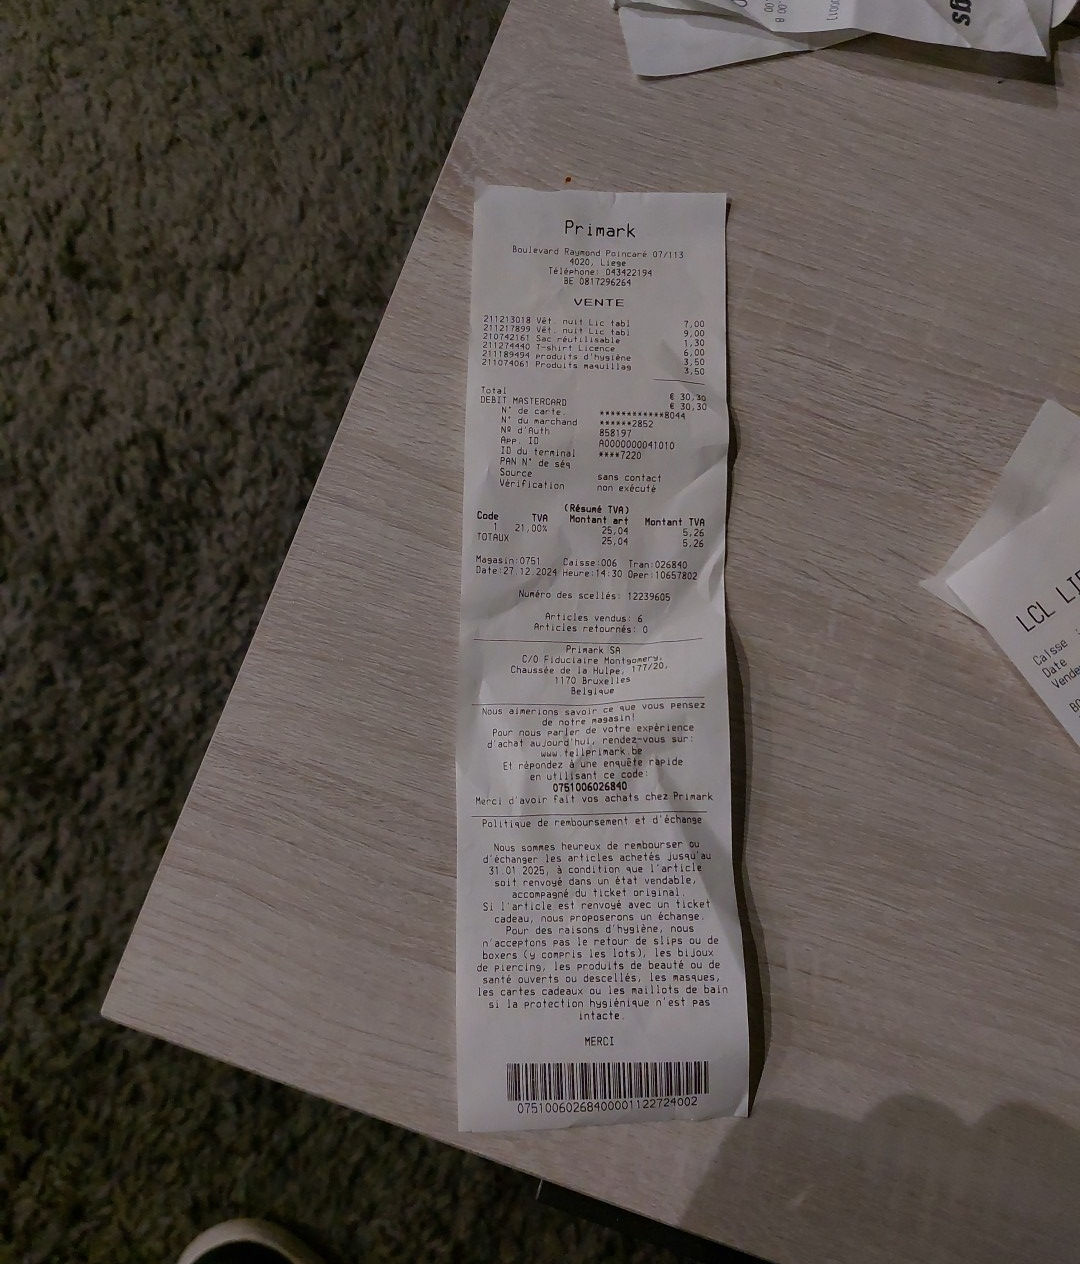 Primark
Boulevard Raymond Poincaré 07/113
4020, Liege
Téléphone: 043422194
BE 0817296264
VENTE
211213018 Vêt. nuit Lic tabl 7,00
211217899 Vêt. nuit Lic tabl 9,00
210742161 Sac réutilisable 1,30
211274440 T-shirt Licence 6,00
211189494 produits d'hygiène 3,50
211074061 Produits maquillag 3,50
Total € 30,30
DEBIT MASTERCARD € 30,30
N° de carte ************8044
N° du marchand ******2852
Nº d'Auth 858197
App. ID A0000000041010
ID du terminal ****7220
PAN N° de séq
Source sans contact
Vérification non exécuté
(Résumé TVA)
Code TVA Montant art Montant TVA
1 21,00% 25,04 5,26
TOTAUX 25,04 5,26
Magasin:0751 Caisse:006 Tran:026840
Date:27.12.2024 Heure:14:30 Oper:10657802
Numéro des scellés: 12239605
Articles vendus: 6
Articles retournés: 0
Primark SA
C/O Fiduciaire Montgomery,
Chaussée de la Hulpe, 177/20,
1170 Bruxelles
Belgique
Nous aimerions savoir ce que vous pensez
de notre magasin!
Pour nous parler de votre expérience
d'achat aujourd'hui, rendez-vous sur:
www.tellprimark.be
Et répondez à une enquête rapide
en utilisant ce code:
0751006026840
Merci d'avoir fait vos achats chez Primark
Politique de remboursement et d'échange
Nous sommes heureux de rembourser ou
d'échanger les articles achetés jusqu'au
31.01.2025, à condition que l'article
soit renvoyé dans un état vendable,
accompagné du ticket original.
Si l'article est renvoyé avec un ticket
cadeau, nous proposerons un échange.
Pour des raisons d'hygiène, nous
n'acceptons pas le retour de slips ou de
boxers (y compris les lots), les bijoux
de piercing, les produits de beauté ou de
santé ouverts ou descellés, les masques,
les cartes cadeaux ou les maillots de bain
si la protection hygiénique n'est pas
intacte.
MERCI
07510060268400001122724002
LCL
Caisse
Date